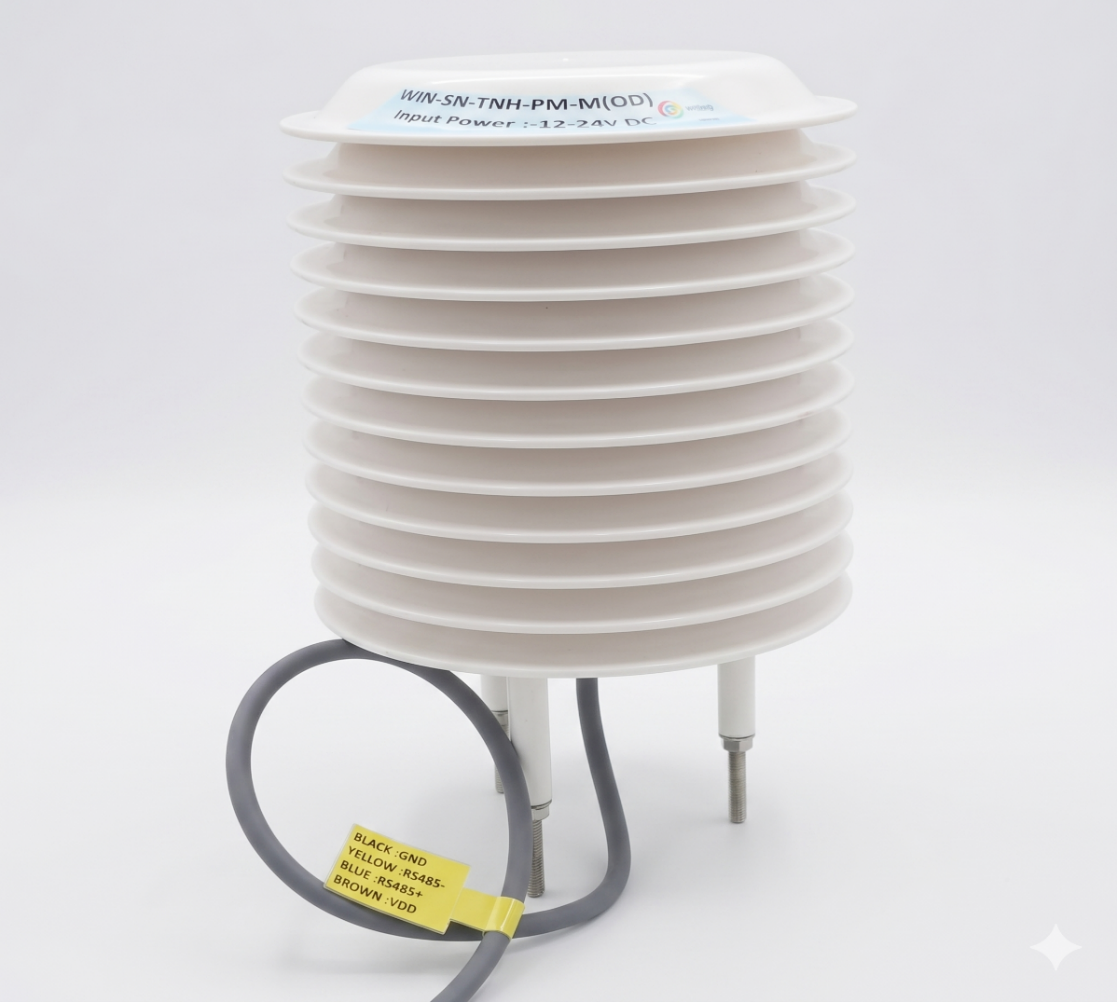 WIN-SN-TNH-PM-M(OD)
Input Power :-12-24V DC
BLACK :GND
YELLOW :RS485-
BLUE :RS485+
BROWN :VDD